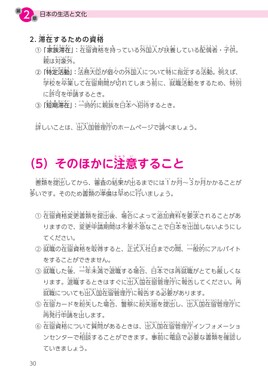 2 日本の生活と文化
2. 滞在するための資格
①「家族滞在」：在留資格を持っている外国人が扶養している配偶者・子供。
親は対象外。
②「特定活動」：法務大臣が個々の外国人について特に指定する活動。例えば、
学校を卒業して在留期間が切れてしまう前に、就職活動をするため、特別
に許可を申請するとき。
③「短期滞在」：一時的に親族を日本へ招待するとき。
詳しいことは、出入国管理庁のホームページで調べましょう。
（5）そのほかに注意すること
書類を提出してから、審査の結果が出るまでには1か月～3か月かかることが
多いです。そのため書類の準備は早めに行いましょう。
① 在留資格変更書類を提出後、場合によって追加資料を要求されることがあ
りますので、変更申請期間は不要不急なことで日本を出国しないようにし
てください。
② 就職の在留資格を取得すると、正式入社日までの間、一般的にアルバイト
をすることができません。
③ 就職した後、一年未満で退職する場合、日本では再就職がとても厳しくな
ります。退職するときはすぐに出入国在留管理庁に報告してください。再
就職についても出入国在留管理庁に報告する必要があります。
⑤ 在留カードを紛失した場合、警察に紛失届を提出し、出入国在留管理庁に
再発行申請を出します。
⑥ 在留資格について質問があるときは、出入国在留管理庁インフォメーショ
ンセンターで相談することができます。事前に電話で必要な書類を確認し
ていきましょう。
30